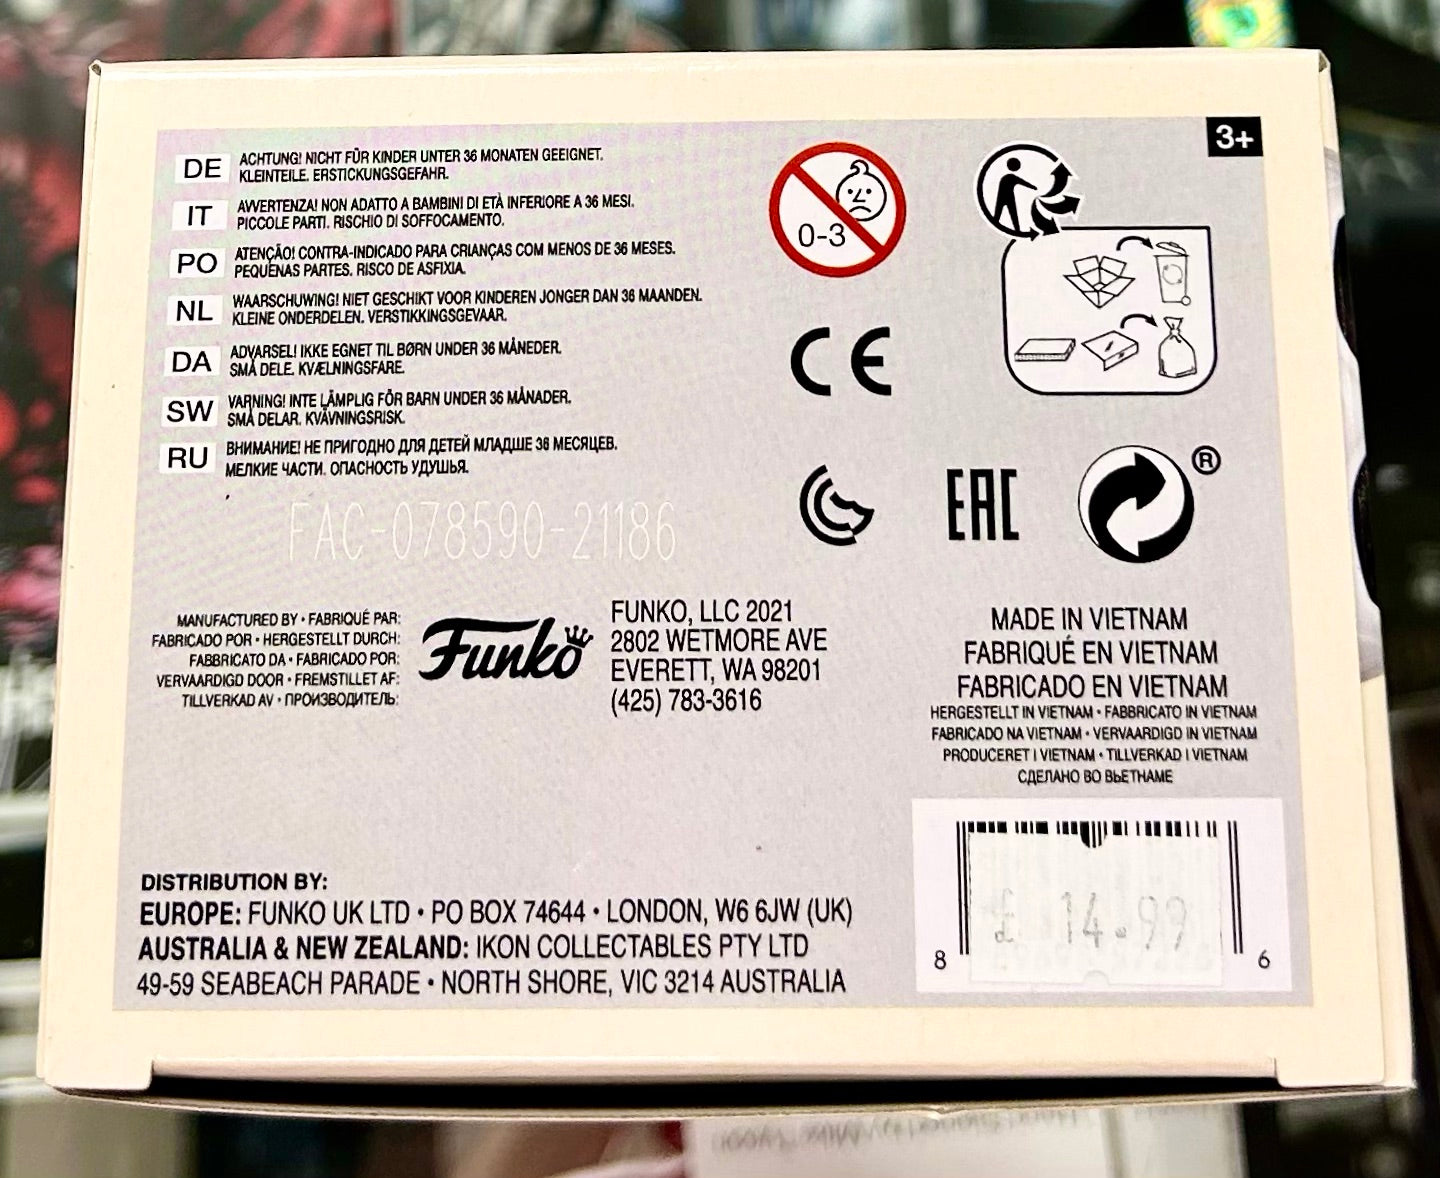 3+
DE
ACHTUNG! NICHT FÜR KINDER UNTER 36 MONATEN GEEIGNET.
KLEINTEILE. ERSTICKUNGSGEFAHR.
IT
AVVERTENZA! NON ADATTO A BAMBINI DI ETÀ INFERIORE A 36 MESI.
PICCOLE PARTI. RISCHIO DI SOFFOCAMENTO.
PO
ATENÇÃO! CONTRA-INDICADO PARA CRIANÇAS COM MENOS DE 36 MESES.
PEQUENAS PARTES. RISCO DE ASFIXIA.
NL
WAARSCHUWING! NIET GESCHIKT VOOR KINDEREN JONGER DAN 36 MAANDEN.
KLEINE ONDERDELEN. VERSTIKKINGSGEVAAR.
DA
ADVARSEL! IKKE EGNET TIL BØRN UNDER 36 MÅNEDER.
SMÅ DELE. KVÆLNINGSFARE.
SW
VARNING! INTE LÄMPLIG FÖR BARN UNDER 36 MÅNADER.
SMÅ DELAR. KVÄVNINGSRISK.
RU
ВНИМАНИЕ! НЕ ПРИГОДНО ДЛЯ ДЕТЕЙ МЛАДШЕ 36 МЕСЯЦЕВ.
МЕЛКИЕ ЧАСТИ. ОПАСНОСТЬ УДУШЬЯ.
0-3
CE
EAC
®
FAC-078590-21186
MANUFACTURED BY • FABRIQUÉ PAR:
FABRICADO POR • HERGESTELLT DURCH:
FABBRICATO DA • FABRICADO POR:
VERVAARDIGD DOOR • FREMSTILLET AF:
TILLVERKAD AV • ПРОИЗВОДИТЕЛЬ:
Funko
FUNKO, LLC 2021
2802 WETMORE AVE
EVERETT, WA 98201
(425) 783-3616
MADE IN VIETNAM
FABRIQUÉ EN VIETNAM
FABRICADO EN VIETNAM
HERGESTELLT IN VIETNAM • FABBRICATO IN VIETNAM
FABRICADO NA VIETNAM • VERVAARDIGD IN VIETNAM
PRODUCERET I VIETNAM • TILLVERKAD I VIETNAM
СДЕЛАНО ВО ВЬЕТНАМЕ
DISTRIBUTION BY:
EUROPE: FUNKO UK LTD • PO BOX 74644 • LONDON, W6 6JW (UK)
AUSTRALIA & NEW ZEALAND: IKON COLLECTABLES PTY LTD
49-59 SEABEACH PARADE • NORTH SHORE, VIC 3214 AUSTRALIA
£ 14.99
8 6